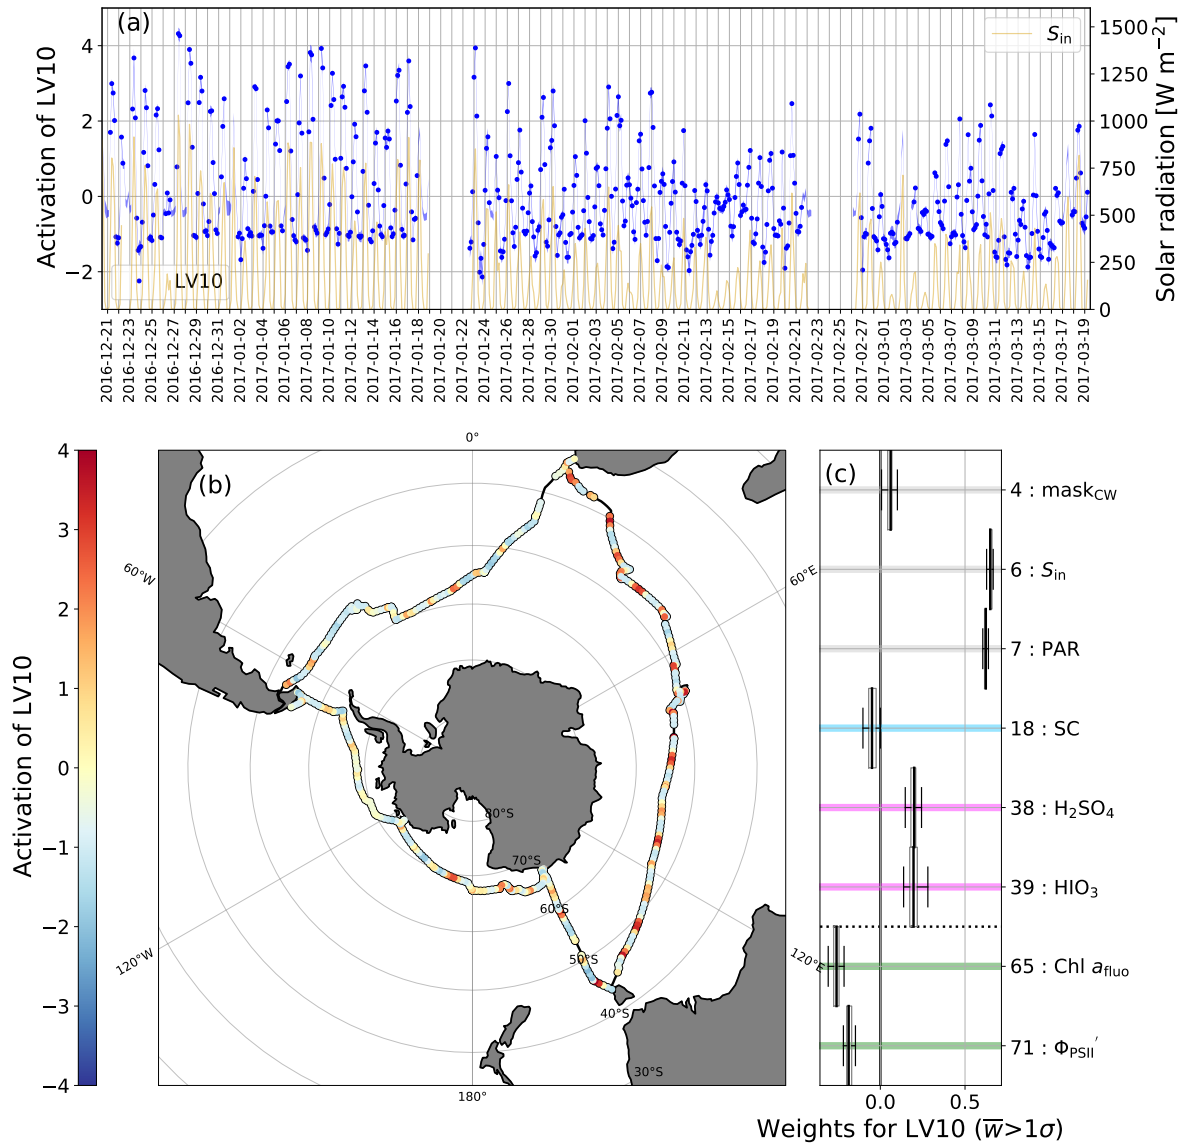 (a)
Activation of LV10
4
2
0
−2
S_in
LV10
1500
1250
1000
750
500
250
0
Solar radiation [W m⁻²]
2016-12-21
2016-12-23
2016-12-25
2016-12-27
2016-12-29
2016-12-31
2017-01-02
2017-01-04
2017-01-06
2017-01-08
2017-01-10
2017-01-12
2017-01-14
2017-01-16
2017-01-18
2017-01-20
2017-01-22
2017-01-24
2017-01-26
2017-01-28
2017-01-30
2017-02-01
2017-02-03
2017-02-05
2017-02-07
2017-02-09
2017-02-11
2017-02-13
2017-02-15
2017-02-17
2017-02-19
2017-02-21
2017-02-23
2017-02-25
2017-02-27
2017-03-01
2017-03-03
2017-03-05
2017-03-07
2017-03-09
2017-03-11
2017-03-13
2017-03-15
2017-03-17
2017-03-19
Activation of LV10
4
3
2
1
0
−1
−2
−3
−4
(b)
0°
60°W
60°E
120°W
120°E
180°
80°S
70°S
60°S
50°S
40°S
30°S
(c)
4 : mask_CW
6 : S_in
7 : PAR
18 : SC
38 : H₂SO₄
39 : HIO₃
65 : Chl a_fluo
71 : Φ_PSII′
0.0
0.5
Weights for LV10 (w̅>1σ)